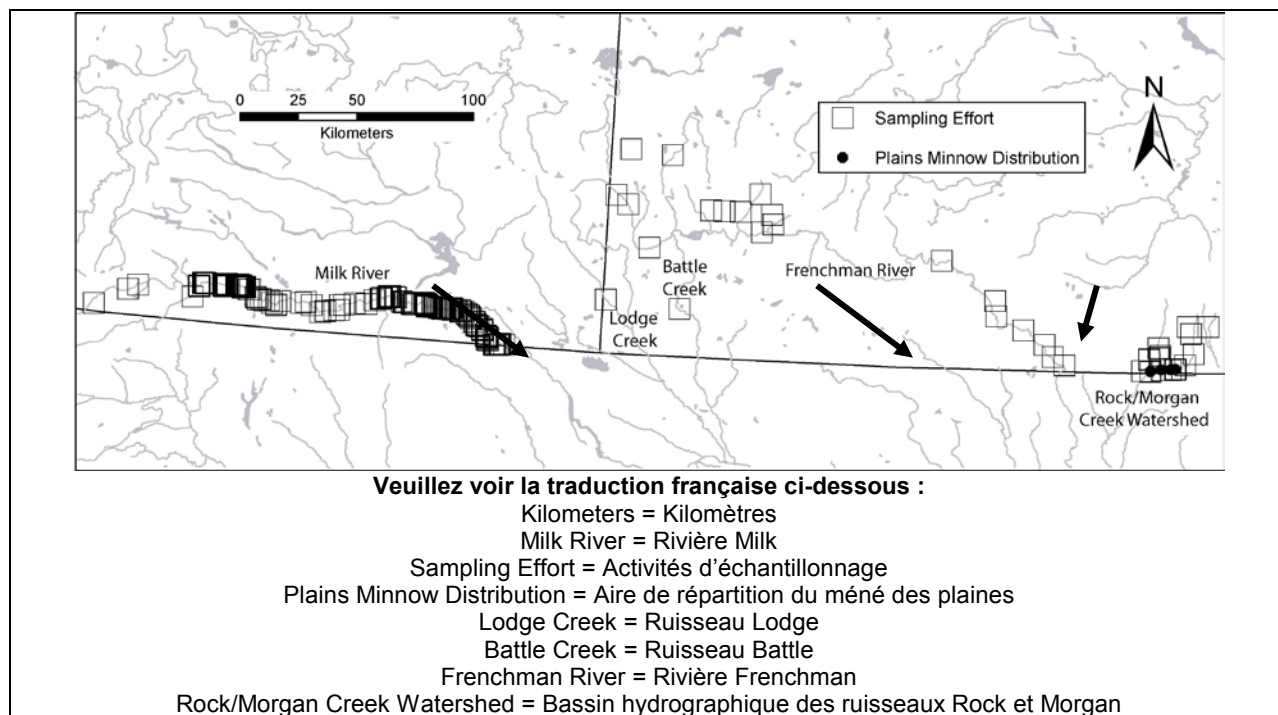 0 25 50 100
Kilometers
N
Sampling Effort
Plains Minnow Distribution
Milk River
Battle
Creek
Frenchman River
Lodge
Creek
Rock/Morgan
Creek Watershed
Veuillez voir la traduction française ci-dessous :
Kilometers = Kilomètres
Milk River = Rivière Milk
Sampling Effort = Activités d'échantillonnage
Plains Minnow Distribution = Aire de répartition du méné des plaines
Lodge Creek = Ruisseau Lodge
Battle Creek = Ruisseau Battle
Frenchman River = Rivière Frenchman
Rock/Morgan Creek Watershed = Bassin hydrographique des ruisseaux Rock et Morgan